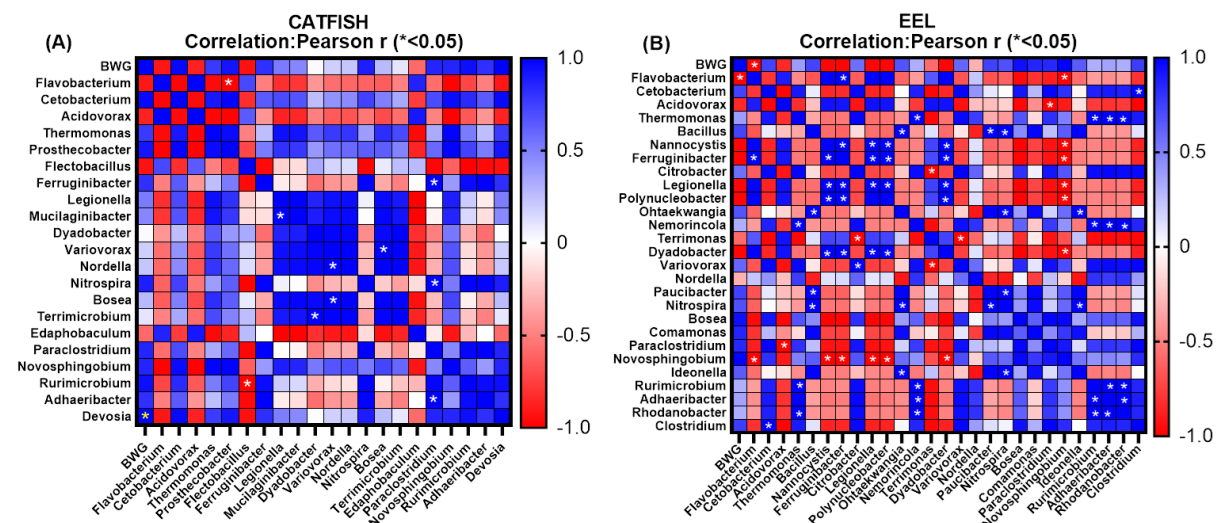 CATFISH
(A)
Correlation:Pearson r (*<0.05)
BWG
Flavobacterium
Cetobacterium
Acidovorax
Thermomonas
Prosthecobacter
Flectobacillus
Ferruginibacter
Legionella
Mucilaginibacter
Dyadobacter
Variovorax
Nordella
Nitrospira
Bosea
Terrimicrobium
Edaphobaculum
Paraclostridium
Novosphingobium
Rurimicrobium
Adhaeribacter
Devosia
1.0
0.5
0
-0.5
-1.0
BWG
Flavobacterium
Cetobacterium
Acidovorax
Thermomonas
Prosthecobacter
Flectobacillus
Ferruginibacter
Legionella
Mucilaginibacter
Dyadobacter
Variovorax
Nordella
Nitrospira
Bosea
Terrimicrobium
Edaphobaculum
Paraclostridium
Novosphingobium
Rurimicrobium
Adhaeribacter
Devosia
EEL
(B)
Correlation:Pearson r (*<0.05)
BWG
Flavobacterium
Cetobacterium
Acidovorax
Thermomonas
Bacillus
Nannocystis
Ferruginibacter
Citrobacter
Legionella
Polynucleobacter
Ohtaekwangia
Nemorincola
Terrimonas
Dyadobacter
Variovorax
Nordella
Paucibacter
Nitrospira
Bosea
Comamonas
Paraclostridium
Novosphingobium
Ideonella
Rurimicrobium
Adhaeribacter
Rhodanobacter
Clostridium
1.0
0.5
0
-0.5
-1.0
BWG
Flavobacterium
Cetobacterium
Acidovorax
Thermomonas
Bacillus
Nannocystis
Ferruginibacter
Citrobacter
Legionella
Polynucleobacter
Ohtaekwangia
Nemorincola
Terrimonas
Dyadobacter
Variovorax
Nordella
Paucibacter
Nitrospira
Bosea
Comamonas
Paraclostridium
Novosphingobium
Ideonella
Rurimicrobium
Adhaeribacter
Rhodanobacter
Clostridium